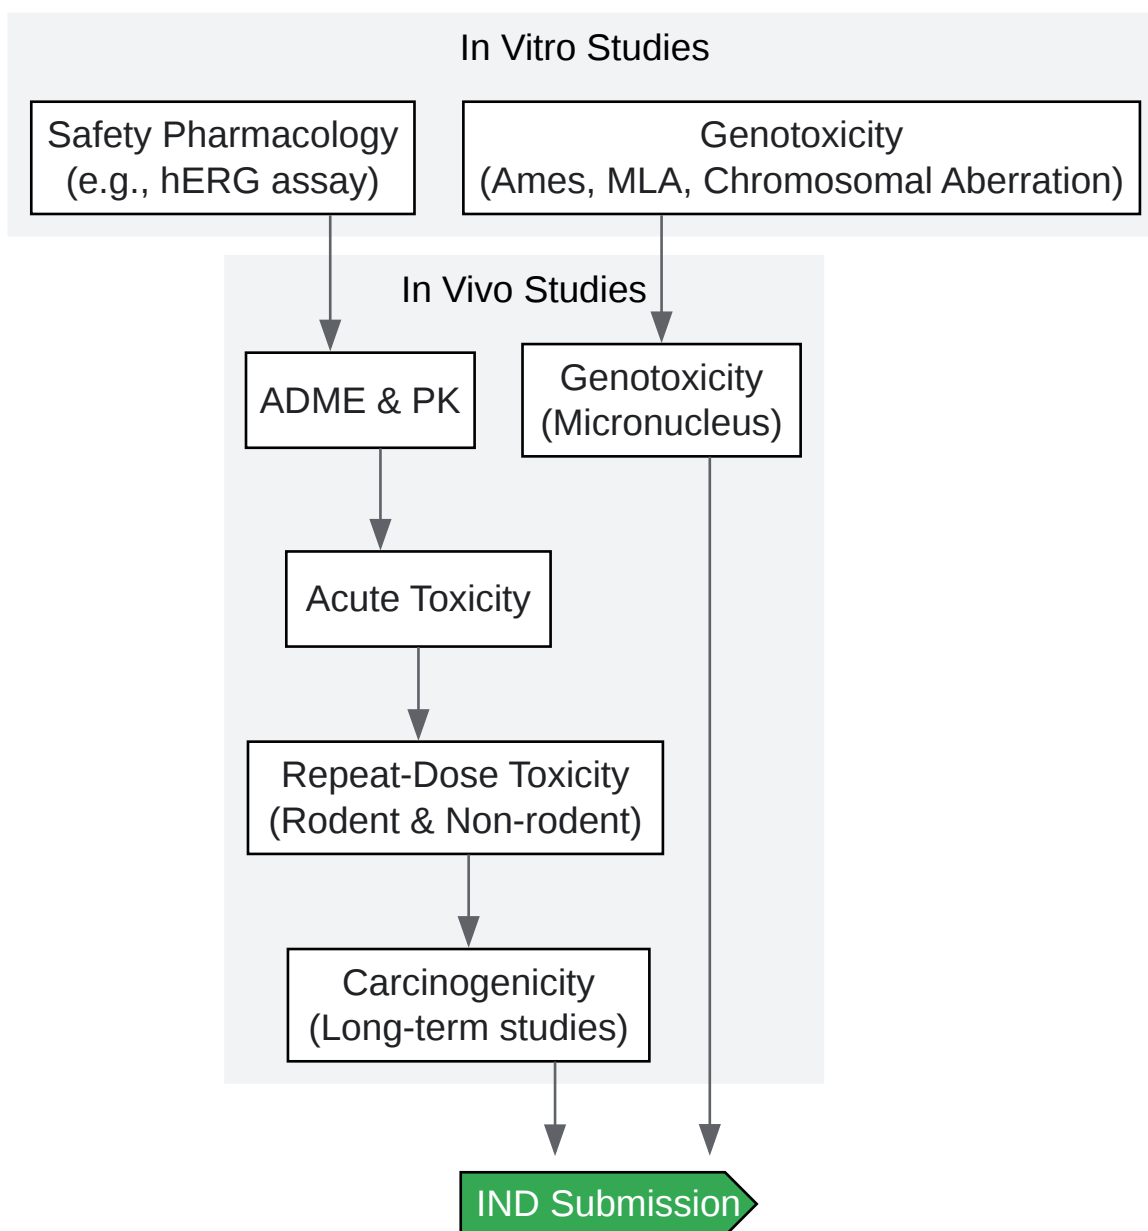 In Vitro Studies
Safety Pharmacology
(e.g., hERG assay)
Genotoxicity
(Ames, MLA, Chromosomal Aberration)
In Vivo Studies
ADME & PK
Genotoxicity
(Micronucleus)
Acute Toxicity
Repeat-Dose Toxicity
(Rodent & Non-rodent)
Carcinogenicity
(Long-term studies)
IND Submission